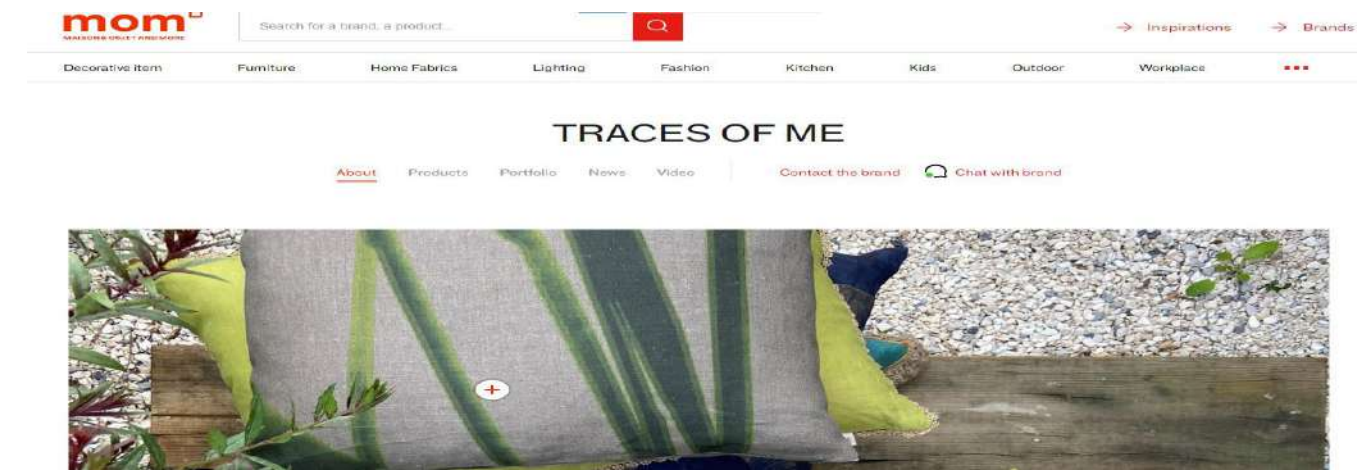 mom
MAISON & OBJET AND MORE
Search for a brand, a product...
→ Inspirations → Brands
Decorative item Furniture Home Fabrics Lighting Fashion Kitchen Kids Outdoor Workplace
TRACES OF ME
About Products Portfolio News Video Contact the brand Chat with brand